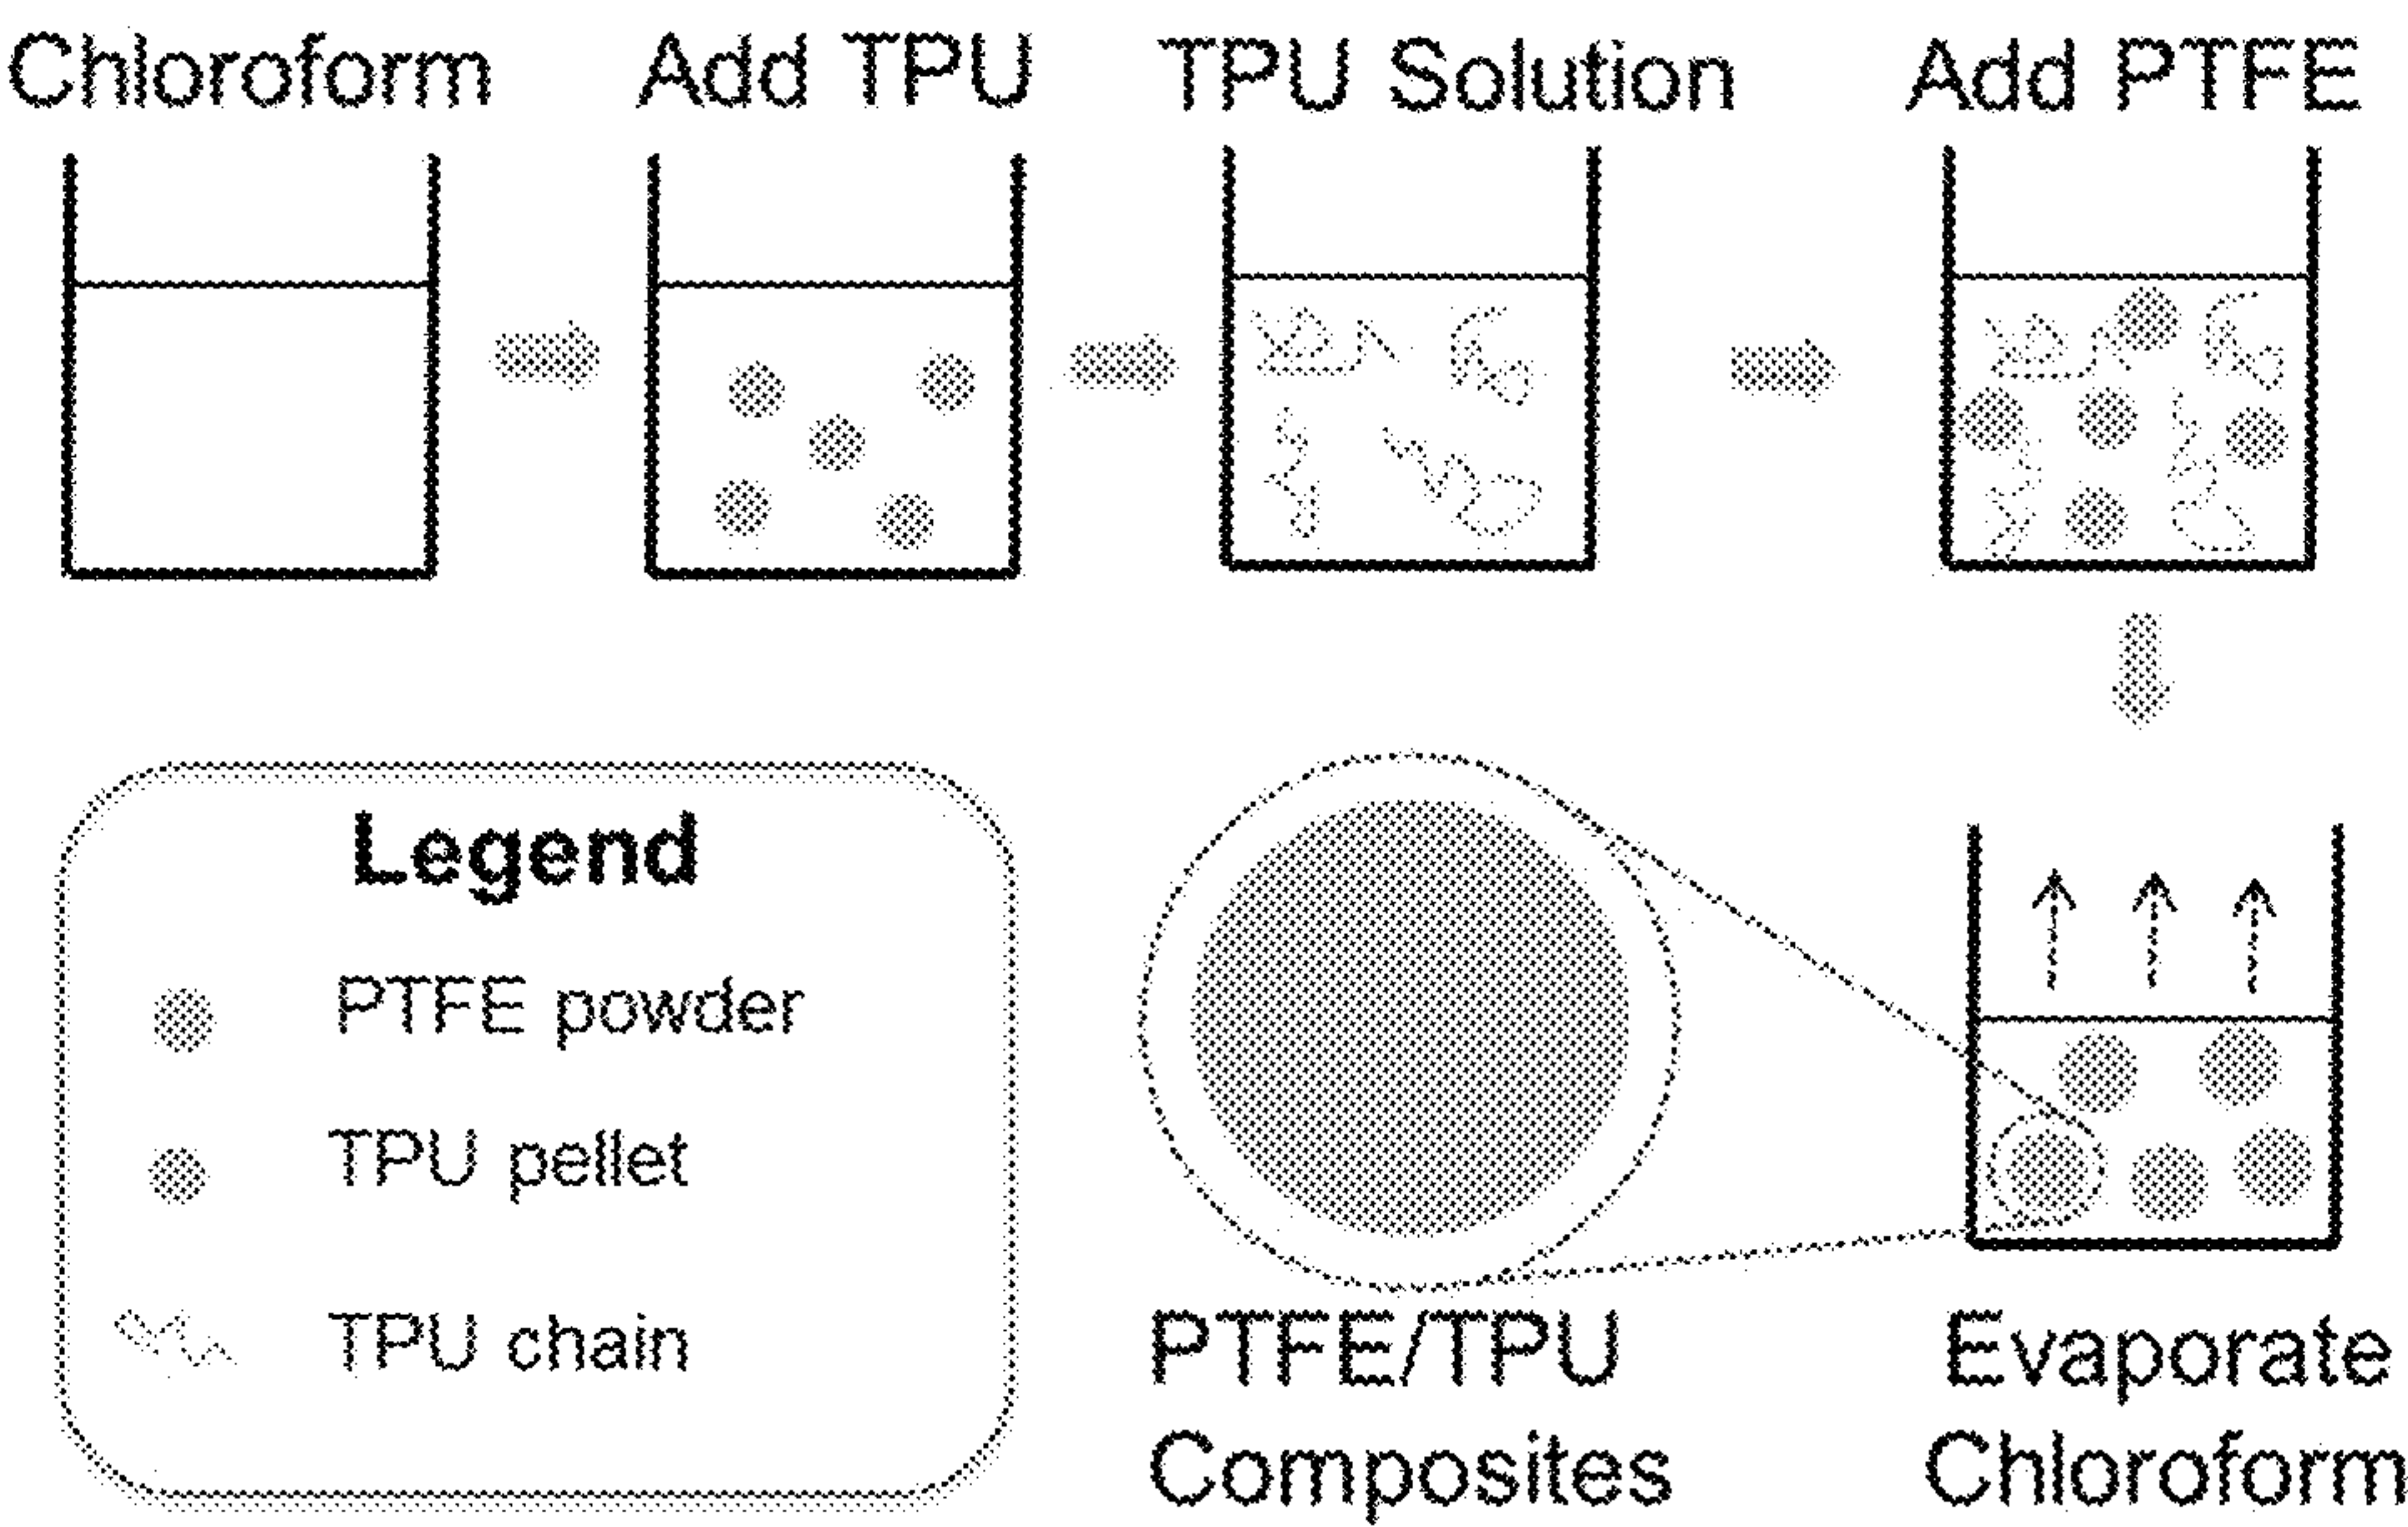 Chloroform
Add TPU
TPU Solution
Add PTFE
Legend
PTFE powder
TPU pellet
TPU chain
PTFE/TPU
Composites
Evaporate
Chloroform